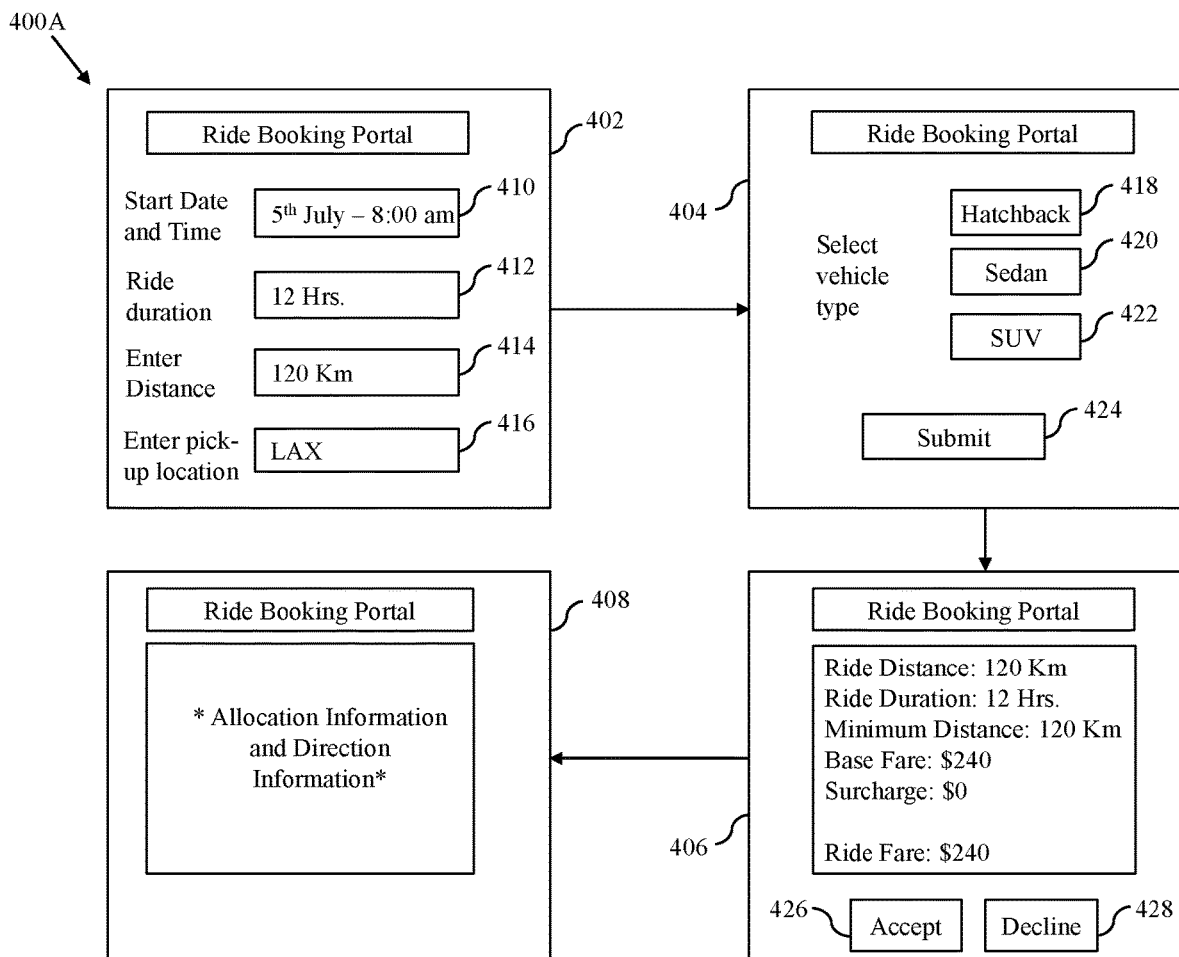 400A
Ride Booking Portal
402
Start Date
and Time
5th July – 8:00 am
410
Ride
duration
12 Hrs.
412
Enter
Distance
120 Km
414
Enter pick-
up location
LAX
416
Ride Booking Portal
404
Select
vehicle
type
Hatchback
418
Sedan
420
SUV
422
Submit
424
Ride Booking Portal
406
Ride Distance: 120 Km
Ride Duration: 12 Hrs.
Minimum Distance: 120 Km
Base Fare: $240
Surcharge: $0
Ride Fare: $240
426
Accept
Decline
428
Ride Booking Portal
408
* Allocation Information
and Direction
Information*